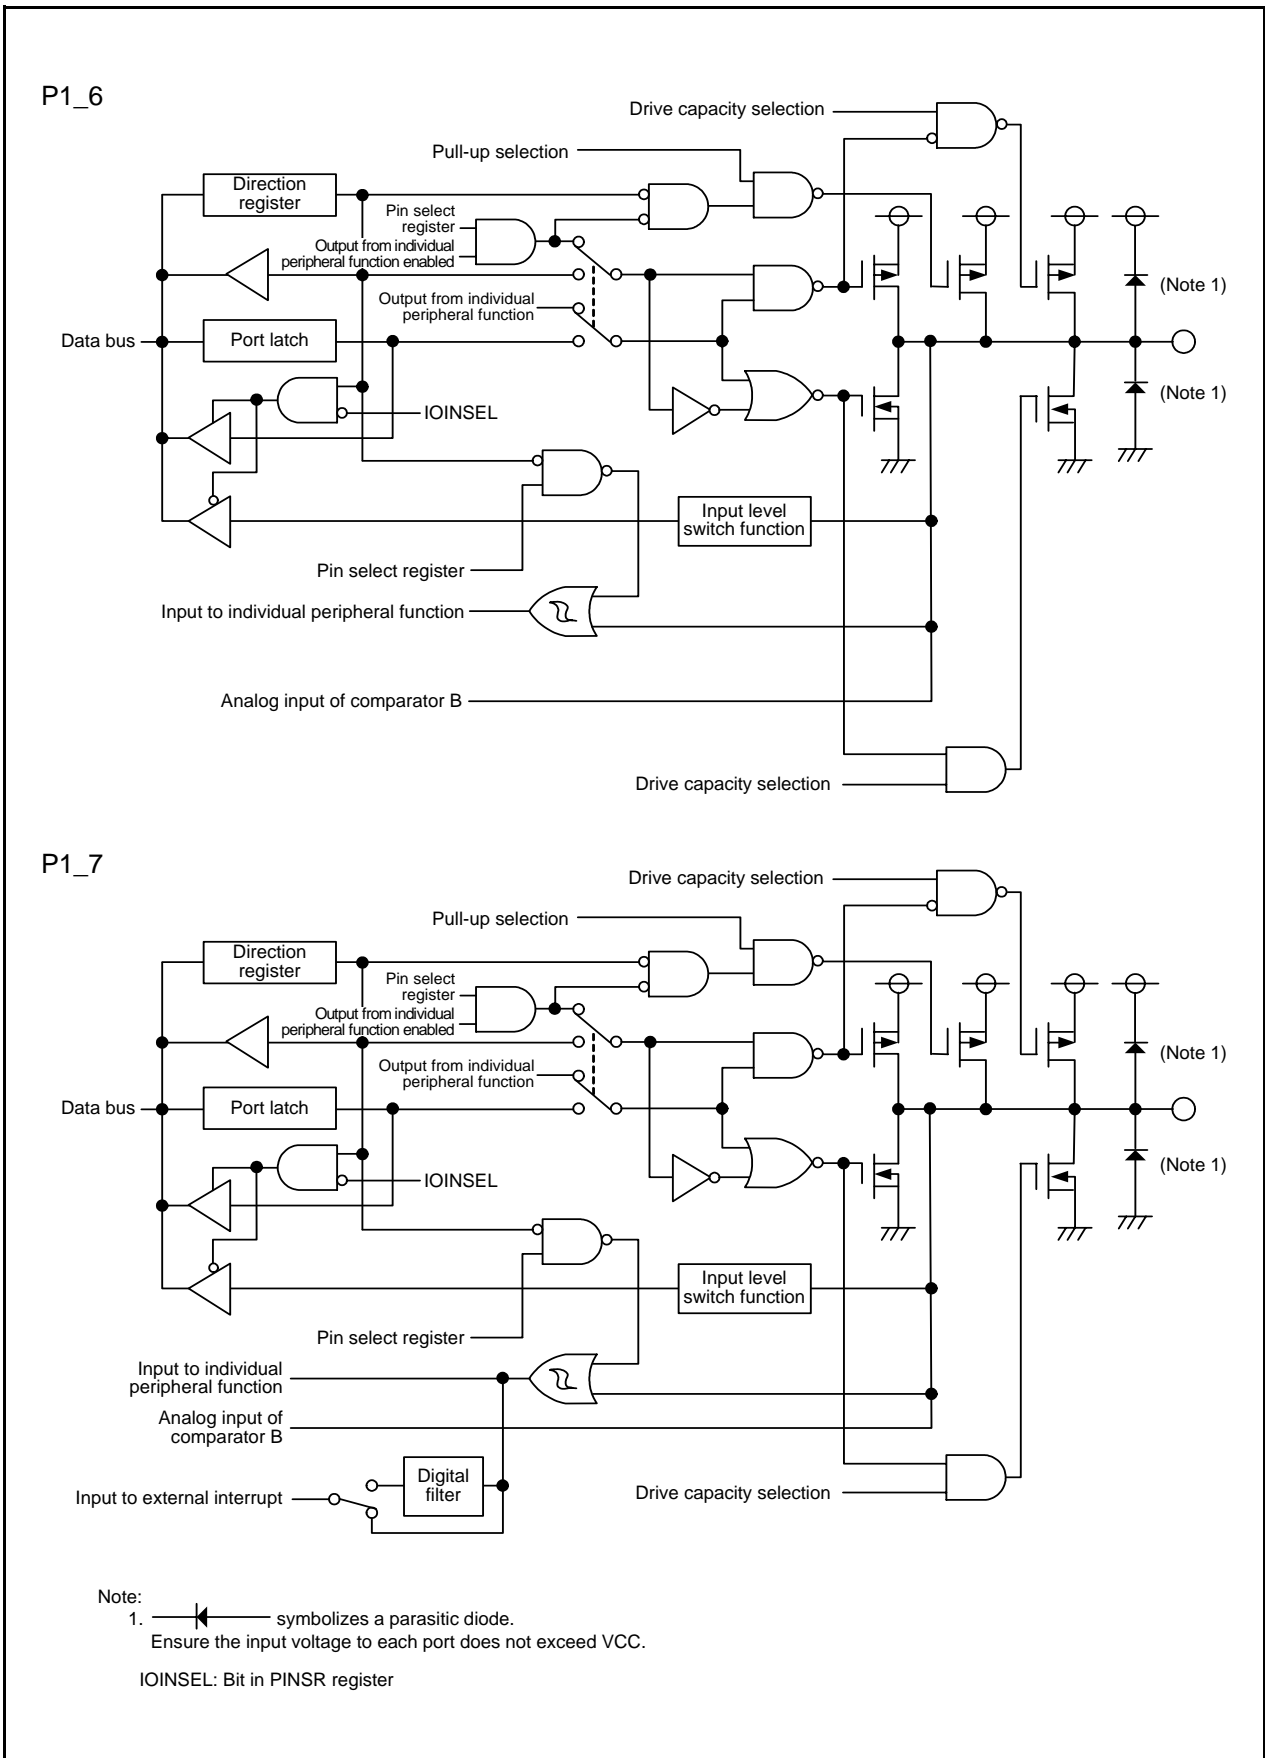 P1_6
Drive capacity selection
Pull-up selection
Direction
register
Pin select
register
Output from individual
peripheral function enabled
Output from individual
peripheral function
(Note 1)
Data bus
Port latch
(Note 1)
IOINSEL
Input level
switch function
Pin select register
Input to individual peripheral function
Analog input of comparator B
Drive capacity selection
P1_7
Drive capacity selection
Pull-up selection
Direction
register
Pin select
register
Output from individual
peripheral function enabled
Output from individual
peripheral function
(Note 1)
Data bus
Port latch
(Note 1)
IOINSEL
Input level
switch function
Pin select register
Input to individual
peripheral function
Analog input of
comparator B
Digital
filter
Input to external interrupt
Drive capacity selection
Note:
1. symbolizes a parasitic diode.
Ensure the input voltage to each port does not exceed VCC.
IOINSEL: Bit in PINSR register